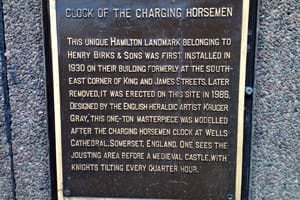 CLOCK OF THE CHARGING HORSEMEN
THIS UNIQUE HAMILTON LANDMARK BELONGING TO
HENRY BIRKS & SONS WAS FIRST INSTALLED IN
1930 ON THEIR BUILDING FORMERLY AT THE SOUTH-
EAST CORNER OF KING AND JAMES STREETS. LATER
REMOVED, IT WAS ERECTED ON THIS SITE IN 1986.
DESIGNED BY THE ENGLISH HERALDIC ARTIST KRUGER
GRAY, THIS ONE-TON MASTERPIECE WAS MODELLED
AFTER THE CHARGING HORSEMEN CLOCK AT WELLS
CATHEDRAL, SOMERSET, ENGLAND. ONE SEES THE
JOUSTING AREA BEFORE A MEDIEVAL CASTLE, WITH
KNIGHTS TILTING EVERY QUARTER HOUR.